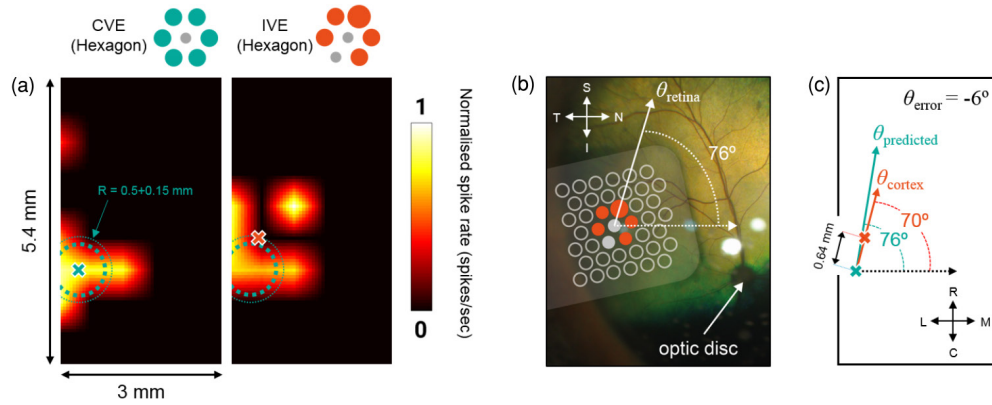 CVE
(Hexagon)
IVE
(Hexagon)
(a)
5.4 mm
R = 0.5+0.15 mm
3 mm
1
0
Normalised spike rate (spikes/sec)
(b)
S
T N
I
θretina
76º
optic disc
(c)
θerror = -6º
θpredicted
θcortex
70º
76º
0.64 mm
R
L M
C